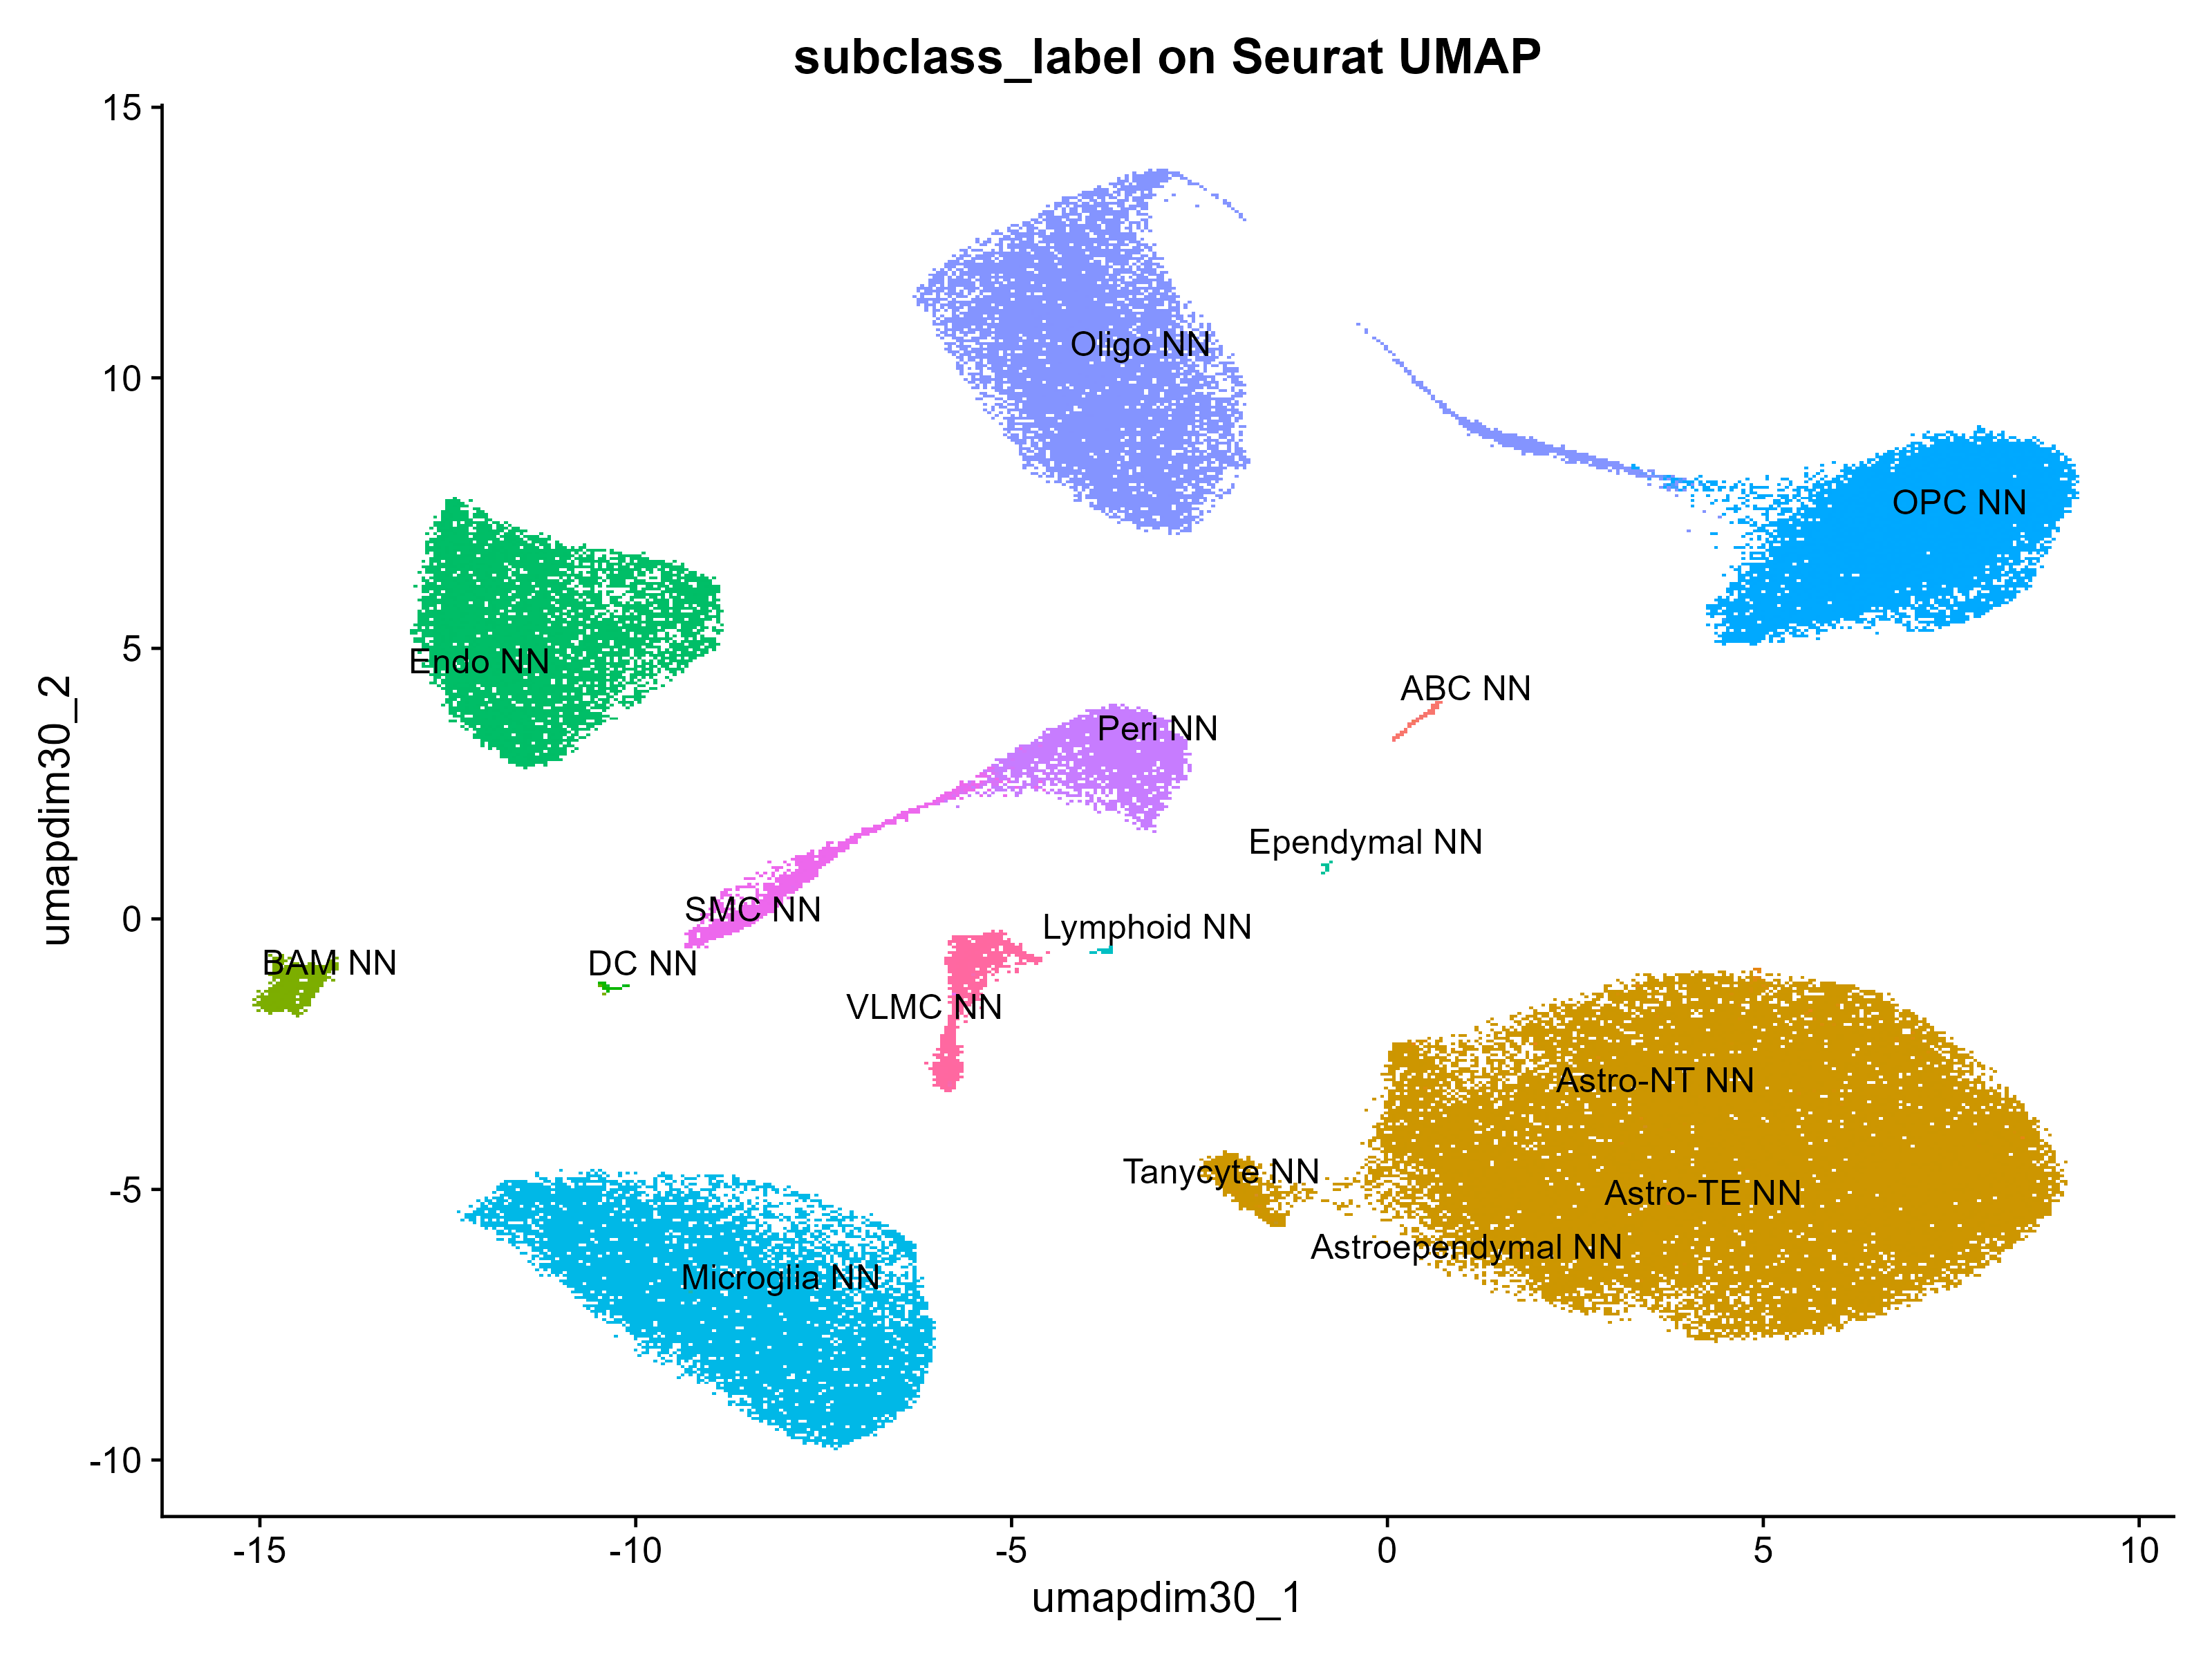 subclass_label on Seurat UMAP
15
10
5
0
-5
-10
umapdim30_2
Oligo NN
OPC NN
Endo NN
ABC NN
Peri NN
Ependymal NN
SMC NN
Lymphoid NN
BAM NN
DC NN
VLMC NN
Astro-NT NN
Tanycyte NN
Astro-TE NN
Astroependymal NN
Microglia NN
-15
-10
-5
0
5
10
umapdim30_1